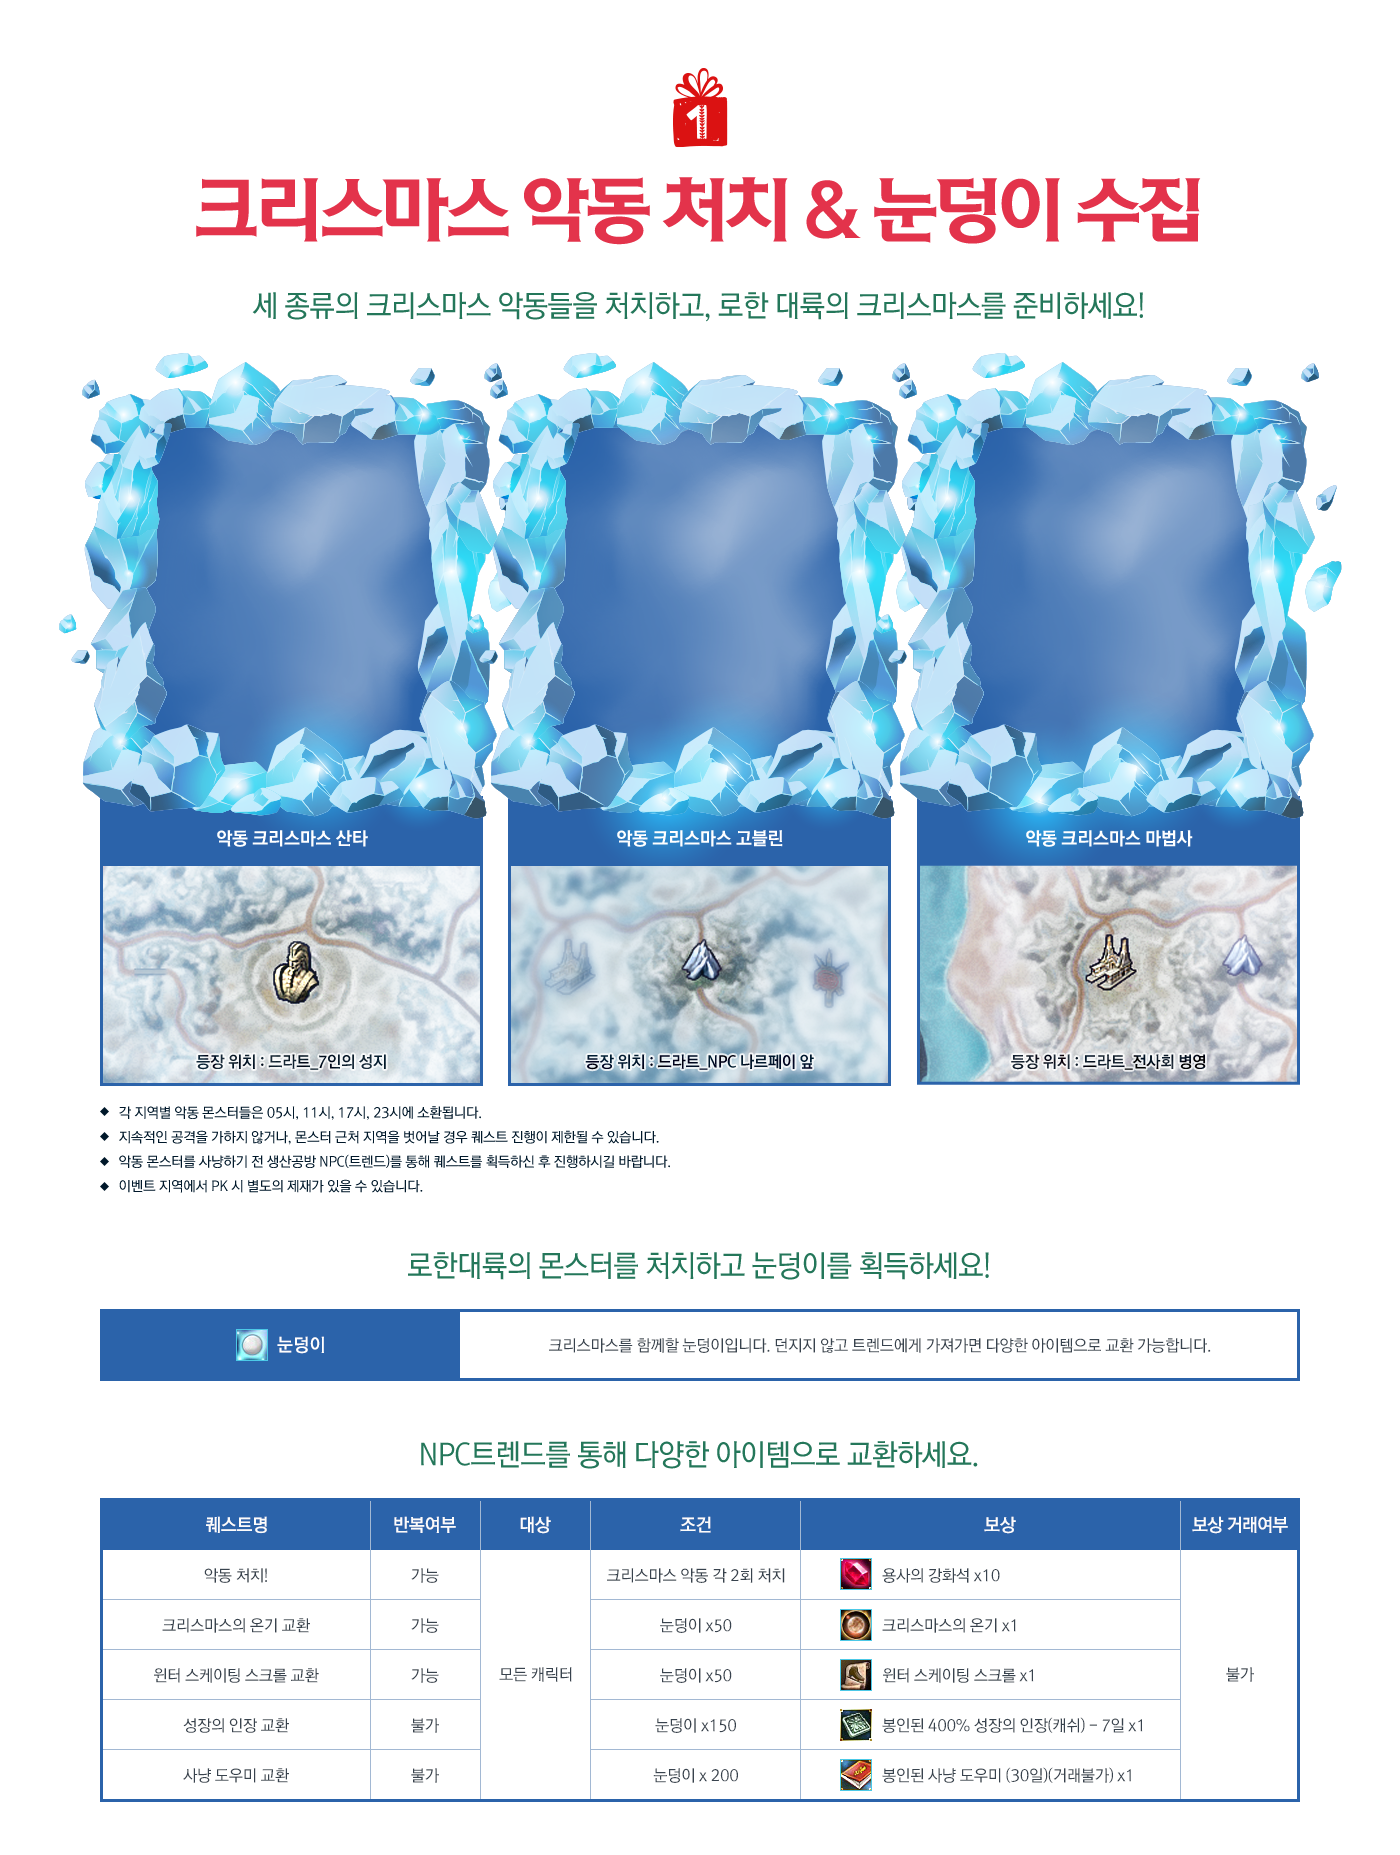 1
크리스마스 악동 처치 & 눈덩이 수집
세 종류의 크리스마스 악동들을 처치하고, 로한 대륙의 크리스마스를 준비하세요!
악동 크리스마스 산타
악동 크리스마스 고블린
악동 크리스마스 마법사
등장 위치 : 드라트_7인의 성지
등장 위치 : 드라트_NPC 나르페이 앞
등장 위치 : 드라트_전사회 병영
◆ 각 지역별 악동 몬스터들은 05시, 11시, 17시, 23시에 소환됩니다.
◆ 지속적인 공격을 가하지 않거나, 몬스터 근처 지역을 벗어날 경우 퀘스트 진행이 제한될 수 있습니다.
◆ 악동 몬스터를 사냥하기 전 생산공방 NPC(트렌드)를 통해 퀘스트를 획득하신 후 진행하시길 바랍니다.
◆ 이벤트 지역에서 PK 시 별도의 제재가 있을 수 있습니다.
로한대륙의 몬스터를 처치하고 눈덩이를 획득하세요!
눈덩이 크리스마스를 함께할 눈덩이입니다. 던지지 않고 트렌드에게 가져가면 다양한 아이템으로 교환 가능합니다.
NPC트렌드를 통해 다양한 아이템으로 교환하세요.
퀘스트명 반복여부 대상 조건 보상 보상 거래여부
악동 처치! 가능 크리스마스 악동 각 2회 처치 용사의 강화석 x10
크리스마스의 온기 교환 가능 눈덩이 x50 크리스마스의 온기 x1
윈터 스케이팅 스크롤 교환 가능 모든 캐릭터 눈덩이 x50 윈터 스케이팅 스크롤 x1 불가
성장의 인장 교환 불가 눈덩이 x150 봉인된 400% 성장의 인장(캐쉬) - 7일 x1
사냥 도우미 교환 불가 눈덩이 x 200 봉인된 사냥 도우미 (30일)(거래불가) x1